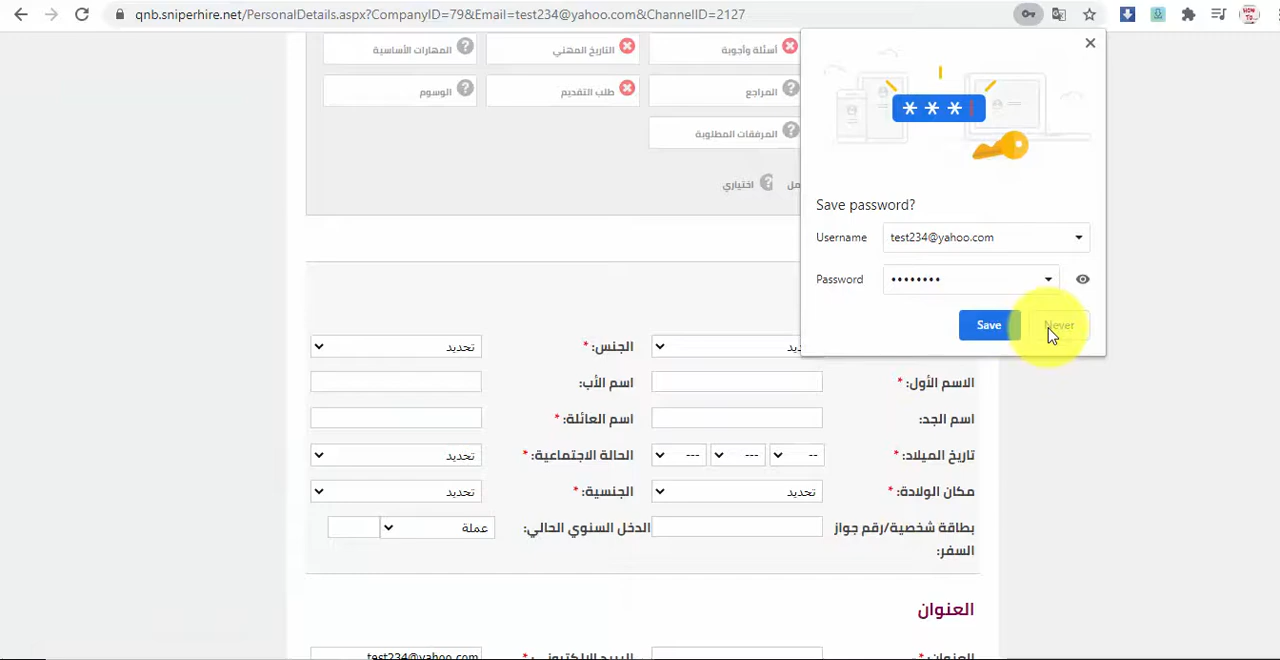 qnb.sniperhire.net/PersonalDetails.aspx?CompanyID=79&Email=test234@yahoo.com&ChannelID=2127
أسئلة وأجوبة
التاريخ المهني
المهارات الأساسية
المراجع
طلب التقديم
الوسوم
المرفقات المطلوبة
اختياري
Save password?
Username
test234@yahoo.com
Password
••••••••
Save
Never
الجنس: *
تحديد
الاسم الأول: *
اسم الأب:
اسم الجد:
اسم العائلة: *
تاريخ الميلاد: *
-- --- ---
الحالة الاجتماعية: *
تحديد
مكان الولادة: *
تحديد
الجنسية: *
تحديد
بطاقة شخصية/رقم جواز
السفر:
الدخل السنوي الحالي:
عملة
العنوان
العنوان: *
البريد الالكتروني: *
test234@yahoo.com